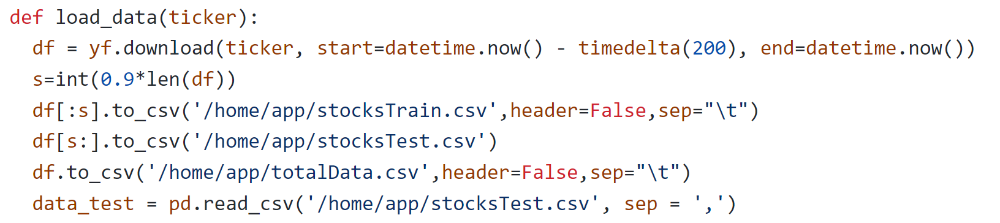 def load_data(ticker):
  df = yf.download(ticker, start=datetime.now() - timedelta(200), end=datetime.now())
  s=int(0.9*len(df))
  df[:s].to_csv('/home/app/stocksTrain.csv',header=False,sep="\t")
  df[s:].to_csv('/home/app/stocksTest.csv')
  df.to_csv('/home/app/totalData.csv',header=False,sep="\t")
  data_test = pd.read_csv('/home/app/stocksTest.csv', sep = ',')